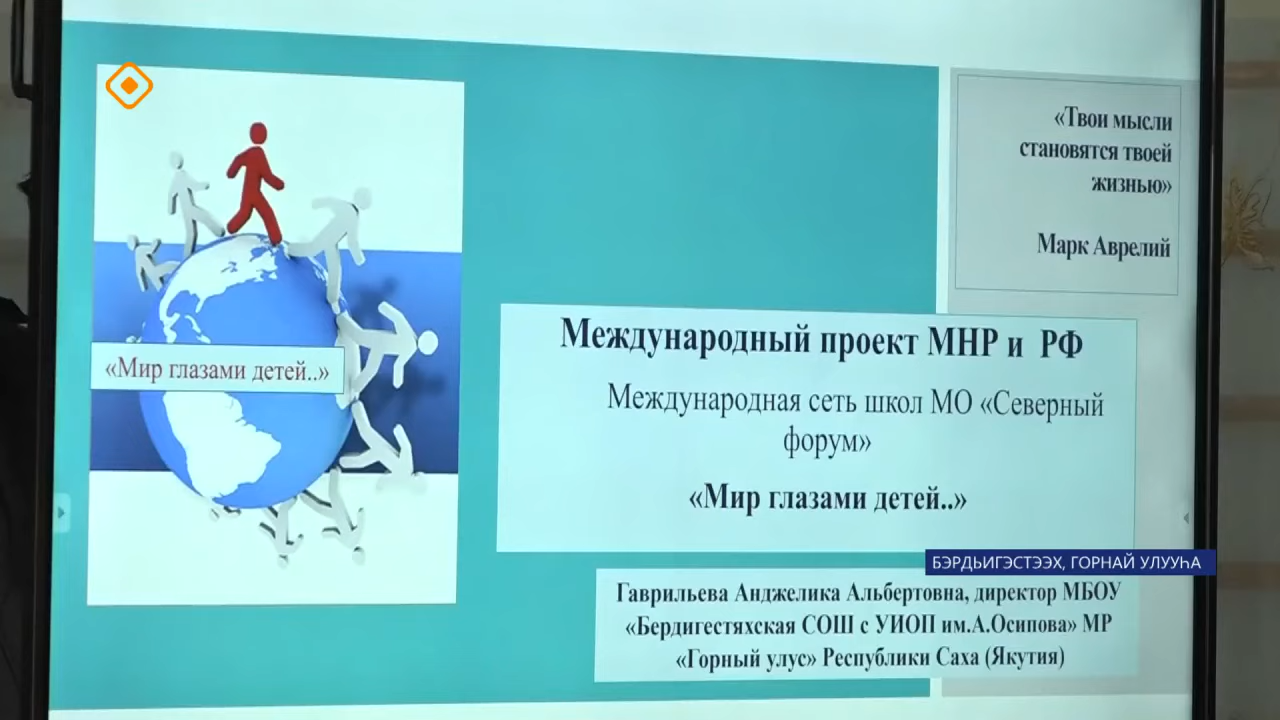 «Твои мысли
становятся твоей
жизнью»
Марк Аврелий
«Мир глазами детей..»
Международный проект МНР и РФ
Международная сеть школ МО «Северный
форум»
«Мир глазами детей..»
БЭРДЬИГЭСТЭЭХ, ГОРНАЙ УЛУУҺА
Гаврильева Анджелика Альбертовна, директор МБОУ
«Бердигестяхская СОШ с УИОП им.А.Осипова» МР
«Горный улус» Республики Саха (Якутия)